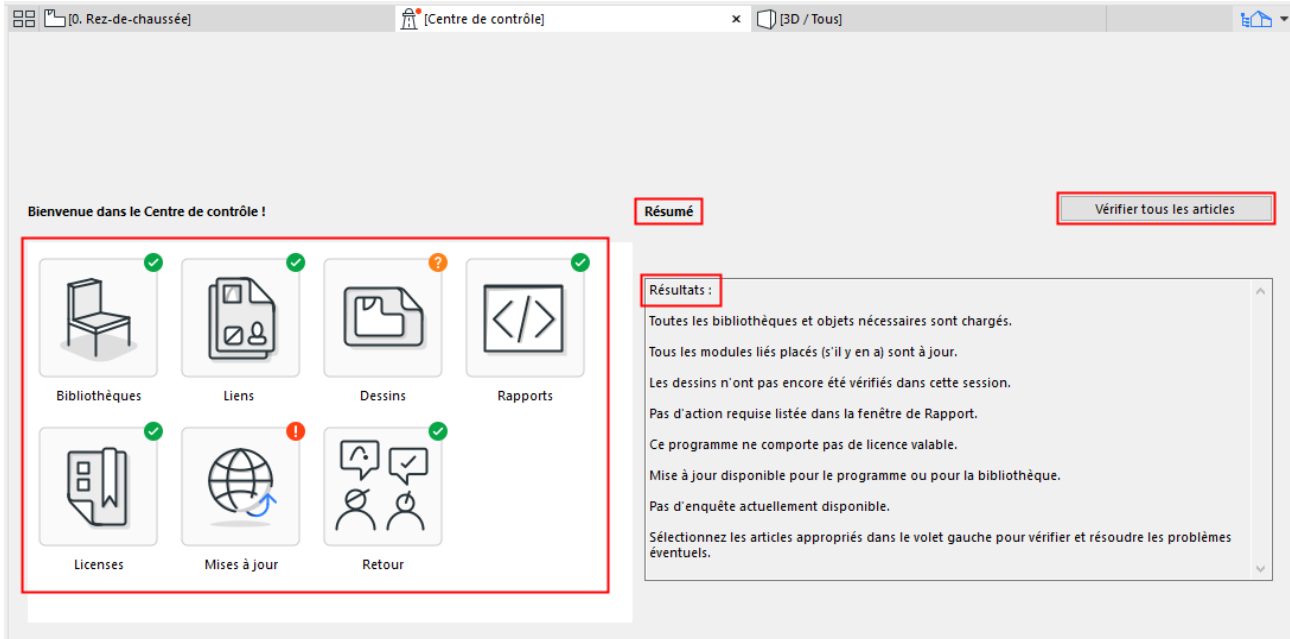 [0. Rez-de-chaussée]
[Centre de contrôle]
[3D / Tous]
Bienvenue dans le Centre de contrôle !
Résumé
Vérifier tous les articles
Bibliothèques
Liens
Dessins
Rapports
Licenses
Mises à jour
Retour
Résultats :
Toutes les bibliothèques et objets nécessaires sont chargés.
Tous les modules liés placés (s'il y en a) sont à jour.
Les dessins n'ont pas encore été vérifiés dans cette session.
Pas d'action requise listée dans la fenêtre de Rapport.
Ce programme ne comporte pas de licence valable.
Mise à jour disponible pour le programme ou pour la bibliothèque.
Pas d'enquête actuellement disponible.
Sélectionnez les articles appropriés dans le volet gauche pour vérifier et résoudre les problèmes
éventuels.